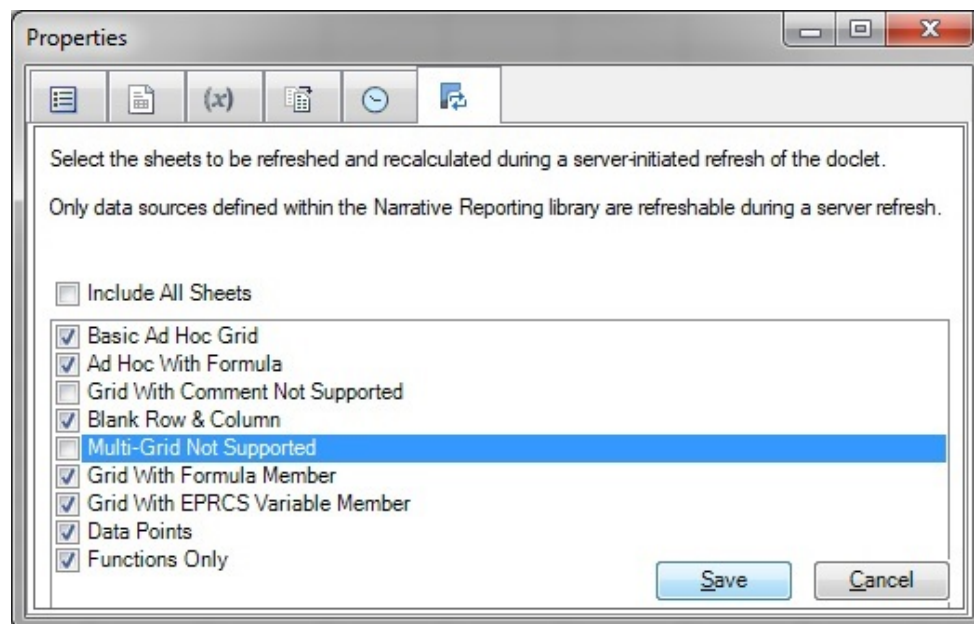 Properties
(x)
Select the sheets to be refreshed and recalculated during a server-initiated refresh of the doclet.
Only data sources defined within the Narrative Reporting library are refreshable during a server refresh.
Include All Sheets
Basic Ad Hoc Grid
Ad Hoc With Formula
Grid With Comment Not Supported
Blank Row & Column
Multi-Grid Not Supported
Grid With Formula Member
Grid With EPRCS Variable Member
Data Points
Functions Only
Save Cancel